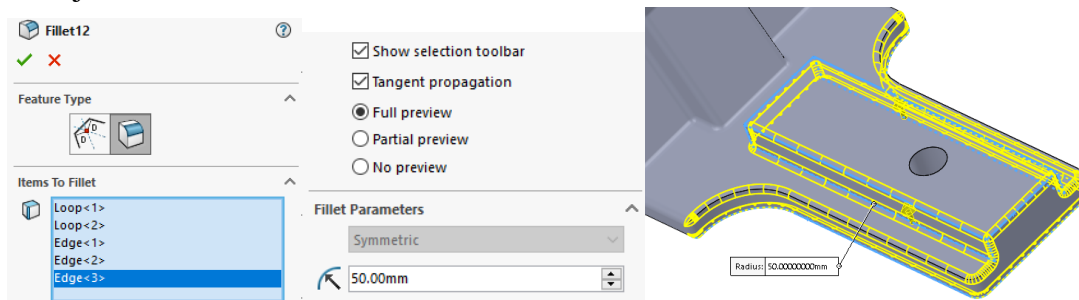 Fillet12
Feature Type
Items To Fillet
Loop<1>
Loop<2>
Edge<1>
Edge<2>
Edge<3>
Show selection toolbar
Tangent propagation
Full preview
Partial preview
No preview
Fillet Parameters
Symmetric
50.00mm
Radius: 50.00000000mm